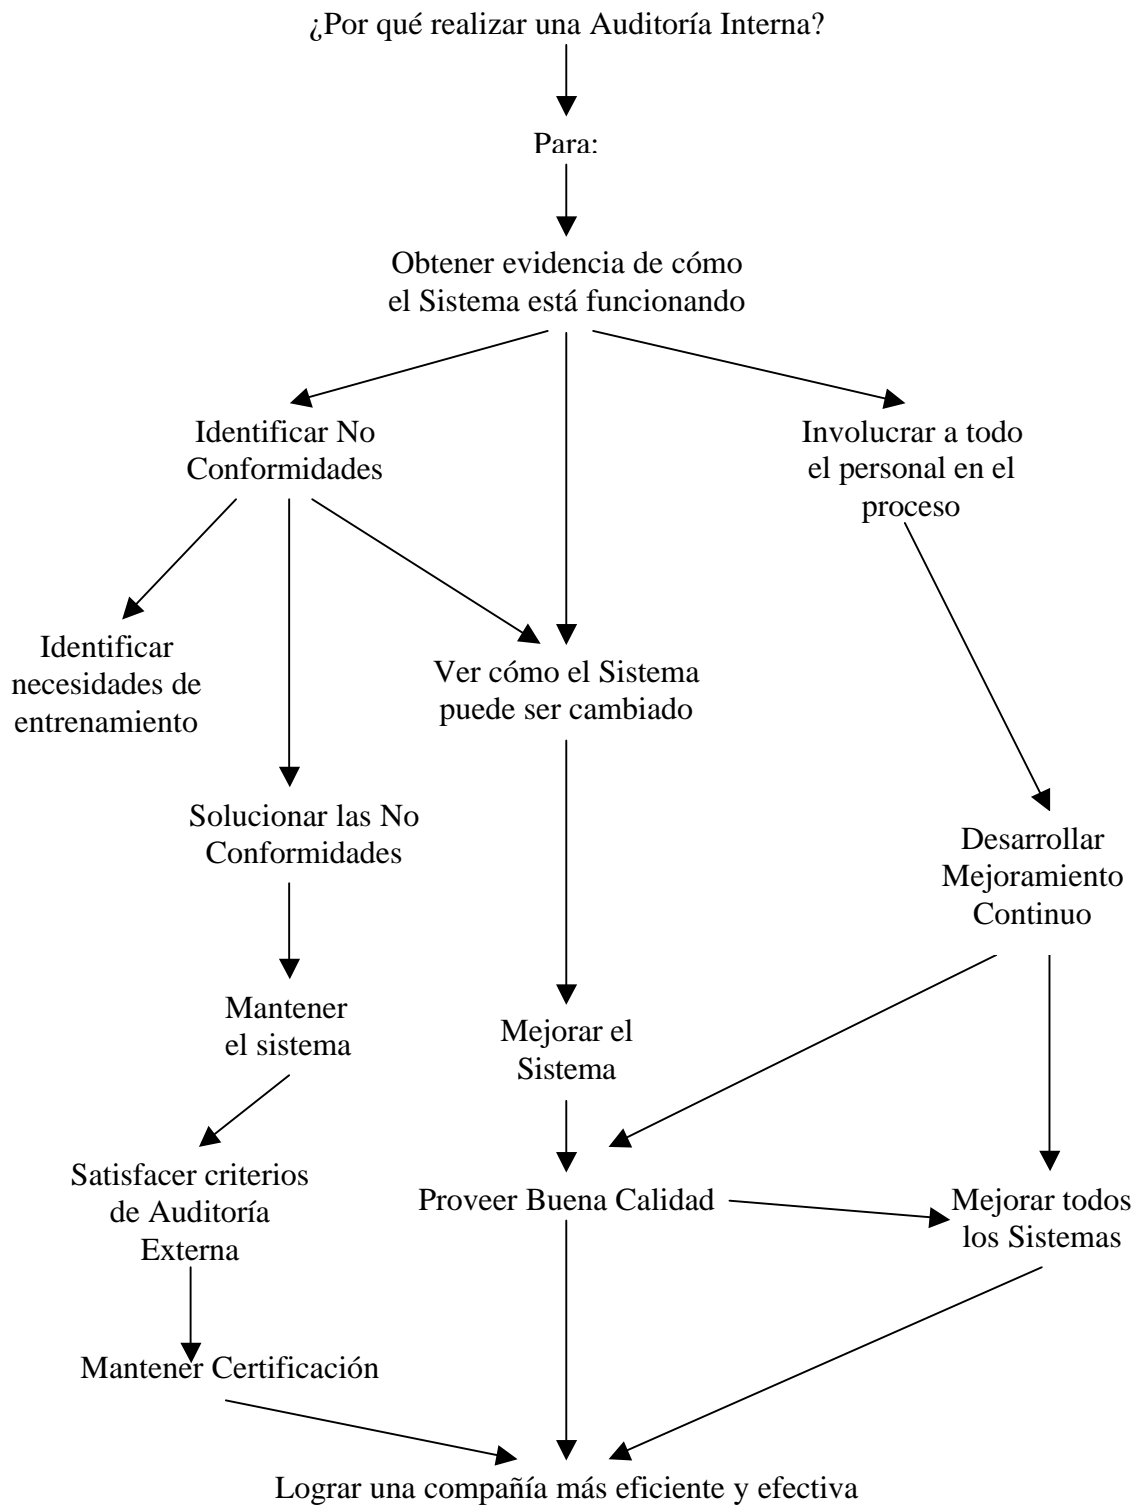 ¿Por qué realizar una Auditoría Interna?
Para:
Obtener evidencia de cómo
el Sistema está funcionando
Identificar No
Conformidades
Involucrar a todo
el personal en el
proceso
Identificar
necesidades de
entrenamiento
Ver cómo el Sistema
puede ser cambiado
Solucionar las No
Conformidades
Desarrollar
Mejoramiento
Continuo
Mantener
el sistema
Mejorar el
Sistema
Satisfacer criterios
de Auditoría
Externa
Proveer Buena Calidad
Mejorar todos
los Sistemas
Mantener Certificación
Lograr una compañía más eficiente y efectiva